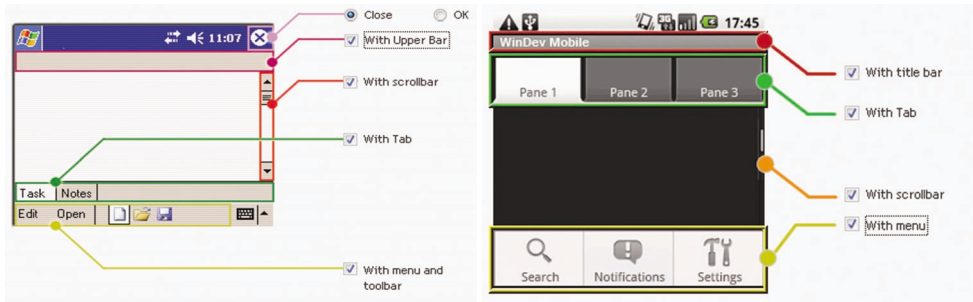 Close OK
11:07
With Upper Bar
With scrollbar
With Tab
Task Notes
Edit Open
With menu and
toolbar
3G 17:45
WinDev Mobile
With title bar
Pane 1 Pane 2 Pane 3
With Tab
With scrollbar
With menu
Search Notifications Settings